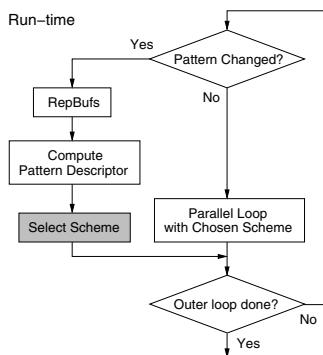 Run-time
Yes
Pattern Changed?
RepBufs
No
Compute
Pattern Descriptor
Select Scheme
Parallel Loop
with Chosen Scheme
Outer loop done?
No
Yes